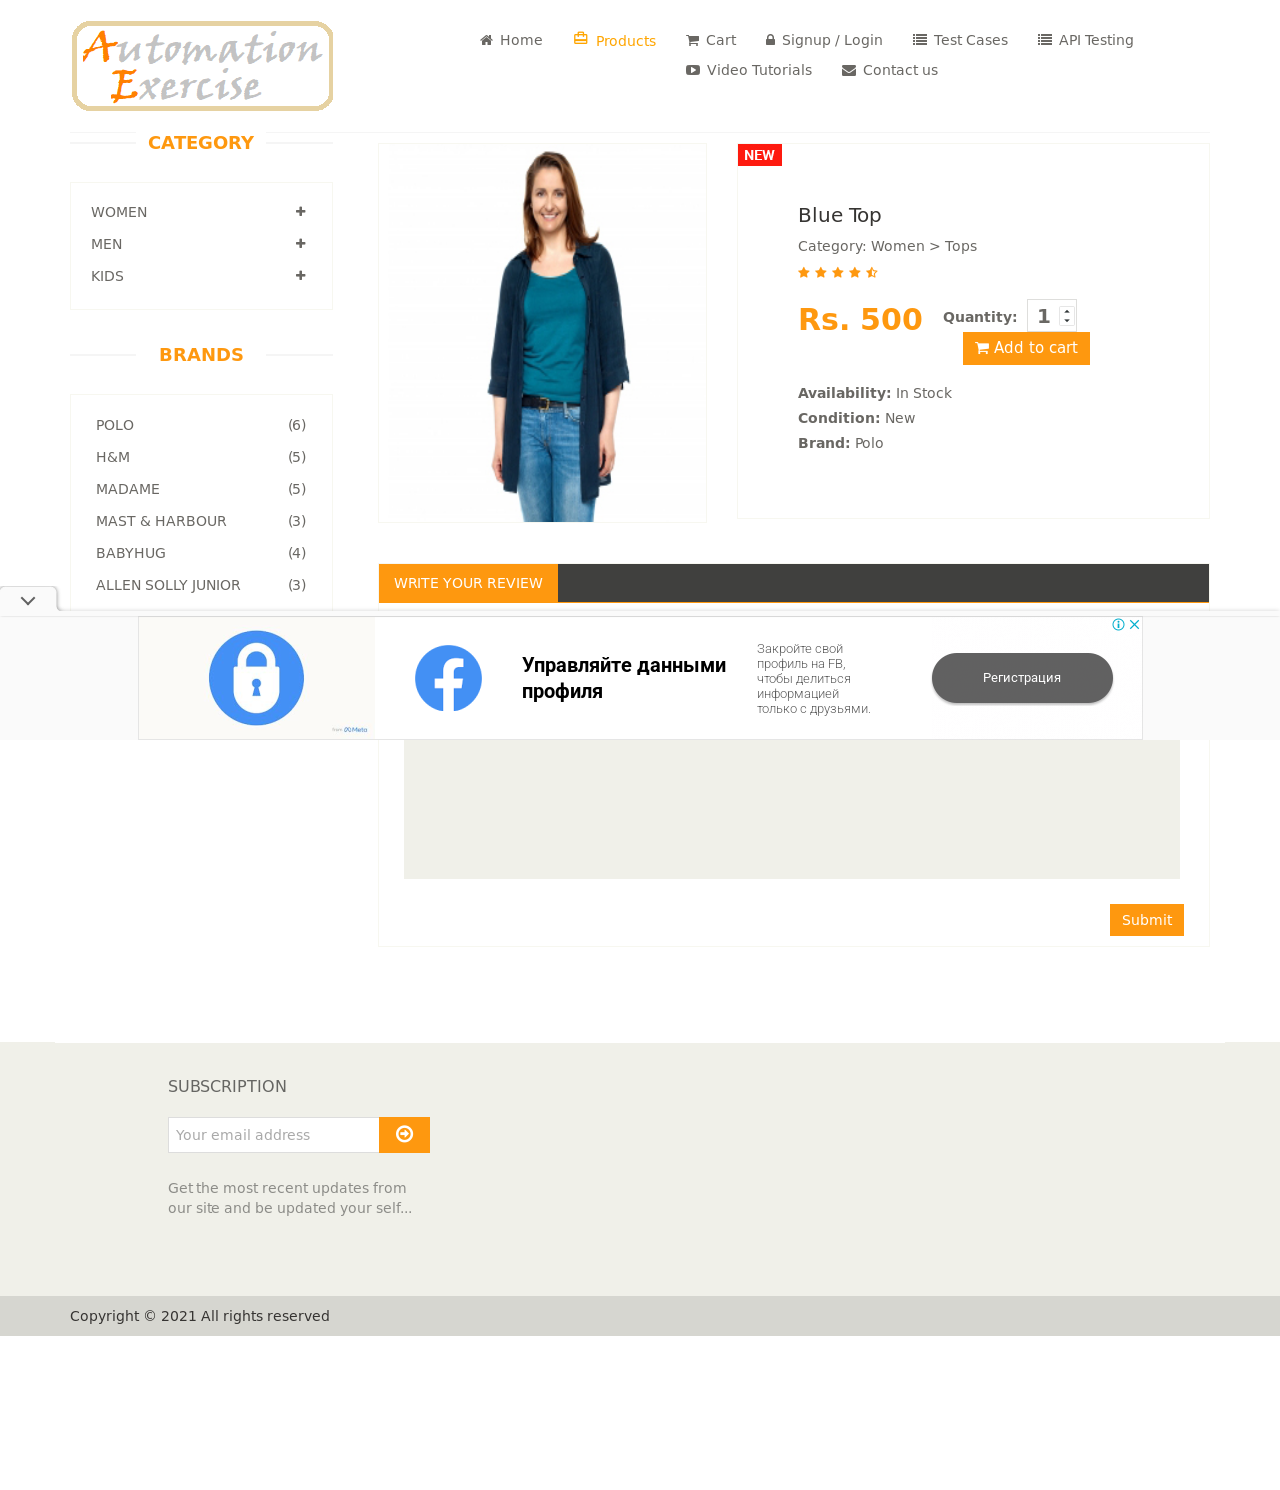 Automation
Exercise
Home
Products
Cart
Signup / Login
Test Cases
API Testing
Video Tutorials
Contact us
CATEGORY
WOMEN
MEN
KIDS
BRANDS
POLO (6)
H&M (5)
MADAME (5)
MAST & HARBOUR (3)
BABYHUG (4)
ALLEN SOLLY JUNIOR (3)
NEW
Blue Top
Category: Women > Tops
Rs. 500
Quantity: 1
Add to cart
Availability: In Stock
Condition: New
Brand: Polo
WRITE YOUR REVIEW
from Meta
Управляйте данными
профиля
Закройте свой
профиль на FB,
чтобы делиться
информацией
только с друзьями.
Регистрация
Submit
SUBSCRIPTION
Your email address
Get the most recent updates from
our site and be updated your self...
Copyright © 2021 All rights reserved